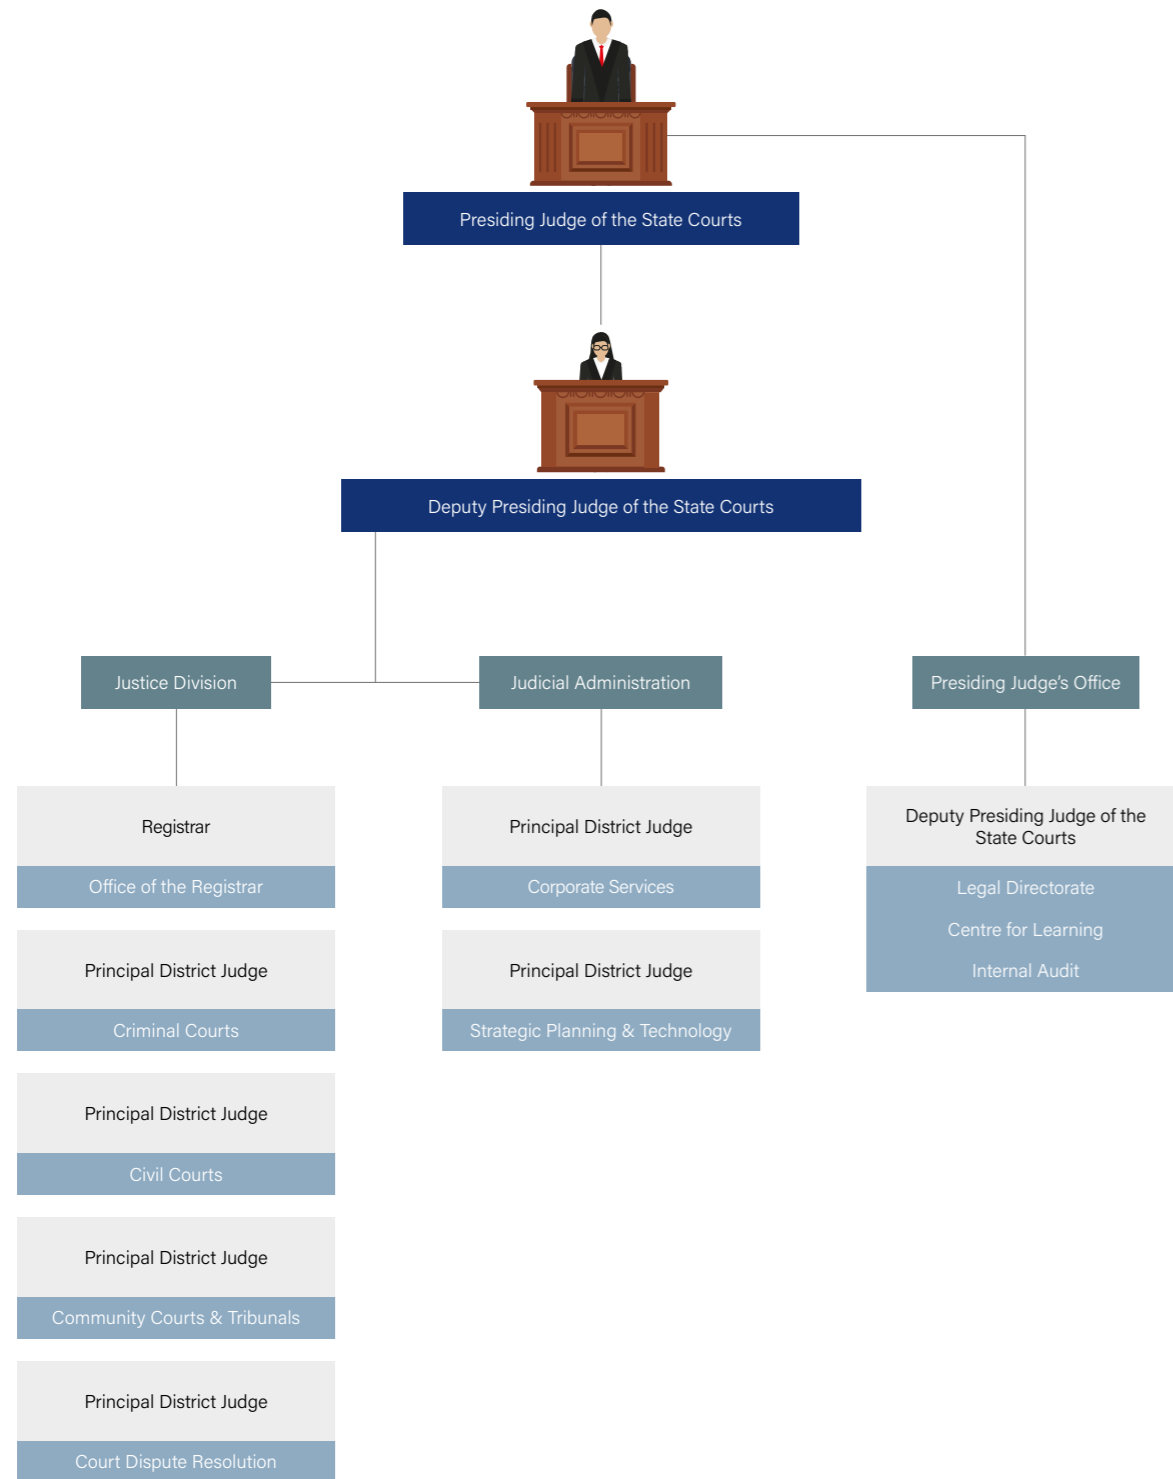 Presiding Judge of the State Courts
Deputy Presiding Judge of the State Courts
Justice Division
Judicial Administration
Presiding Judge’s Office
Registrar
Office of the Registrar
Principal District Judge
Criminal Courts
Principal District Judge
Civil Courts
Principal District Judge
Community Courts & Tribunals
Principal District Judge
Court Dispute Resolution
Principal District Judge
Corporate Services
Principal District Judge
Strategic Planning & Technology
Deputy Presiding Judge of the
State Courts
Legal Directorate
Centre for Learning
Internal Audit